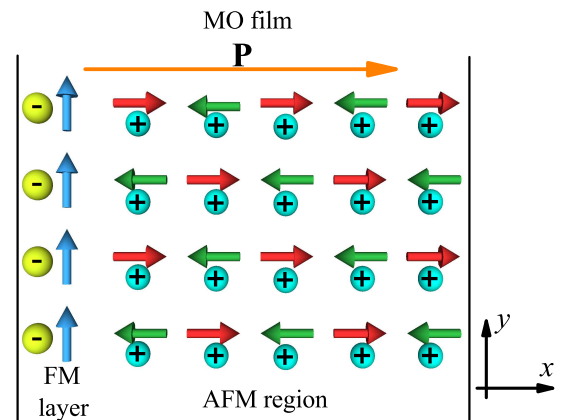 MO film
P
- + + + + +
- + + + + +
- + + + + +
- + + + + +
y
x
FM
layer
AFM region